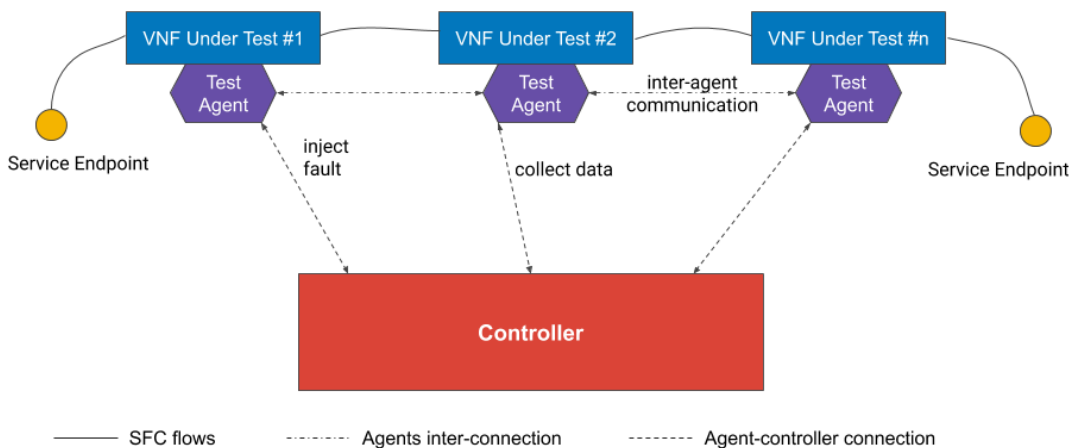 VNF Under Test #1
VNF Under Test #2
VNF Under Test #n
Test
Agent
Test
Agent
inter-agent
communication
Test
Agent
Service Endpoint
inject
fault
collect data
Service Endpoint
Controller
SFC flows
Agents inter-connection
Agent-controller connection